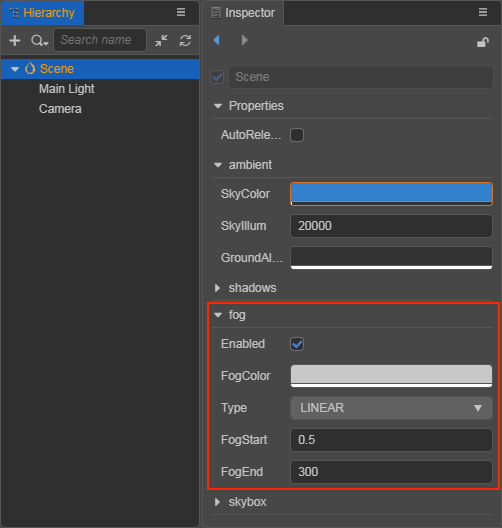 Hierarchy
Search name
Scene
Main Light
Camera
Inspector
Scene
Properties
AutoRele...
ambient
SkyColor
SkyIllum 20000
GroundAl...
shadows
fog
Enabled
FogColor
Type LINEAR
FogStart 0.5
FogEnd 300
skybox